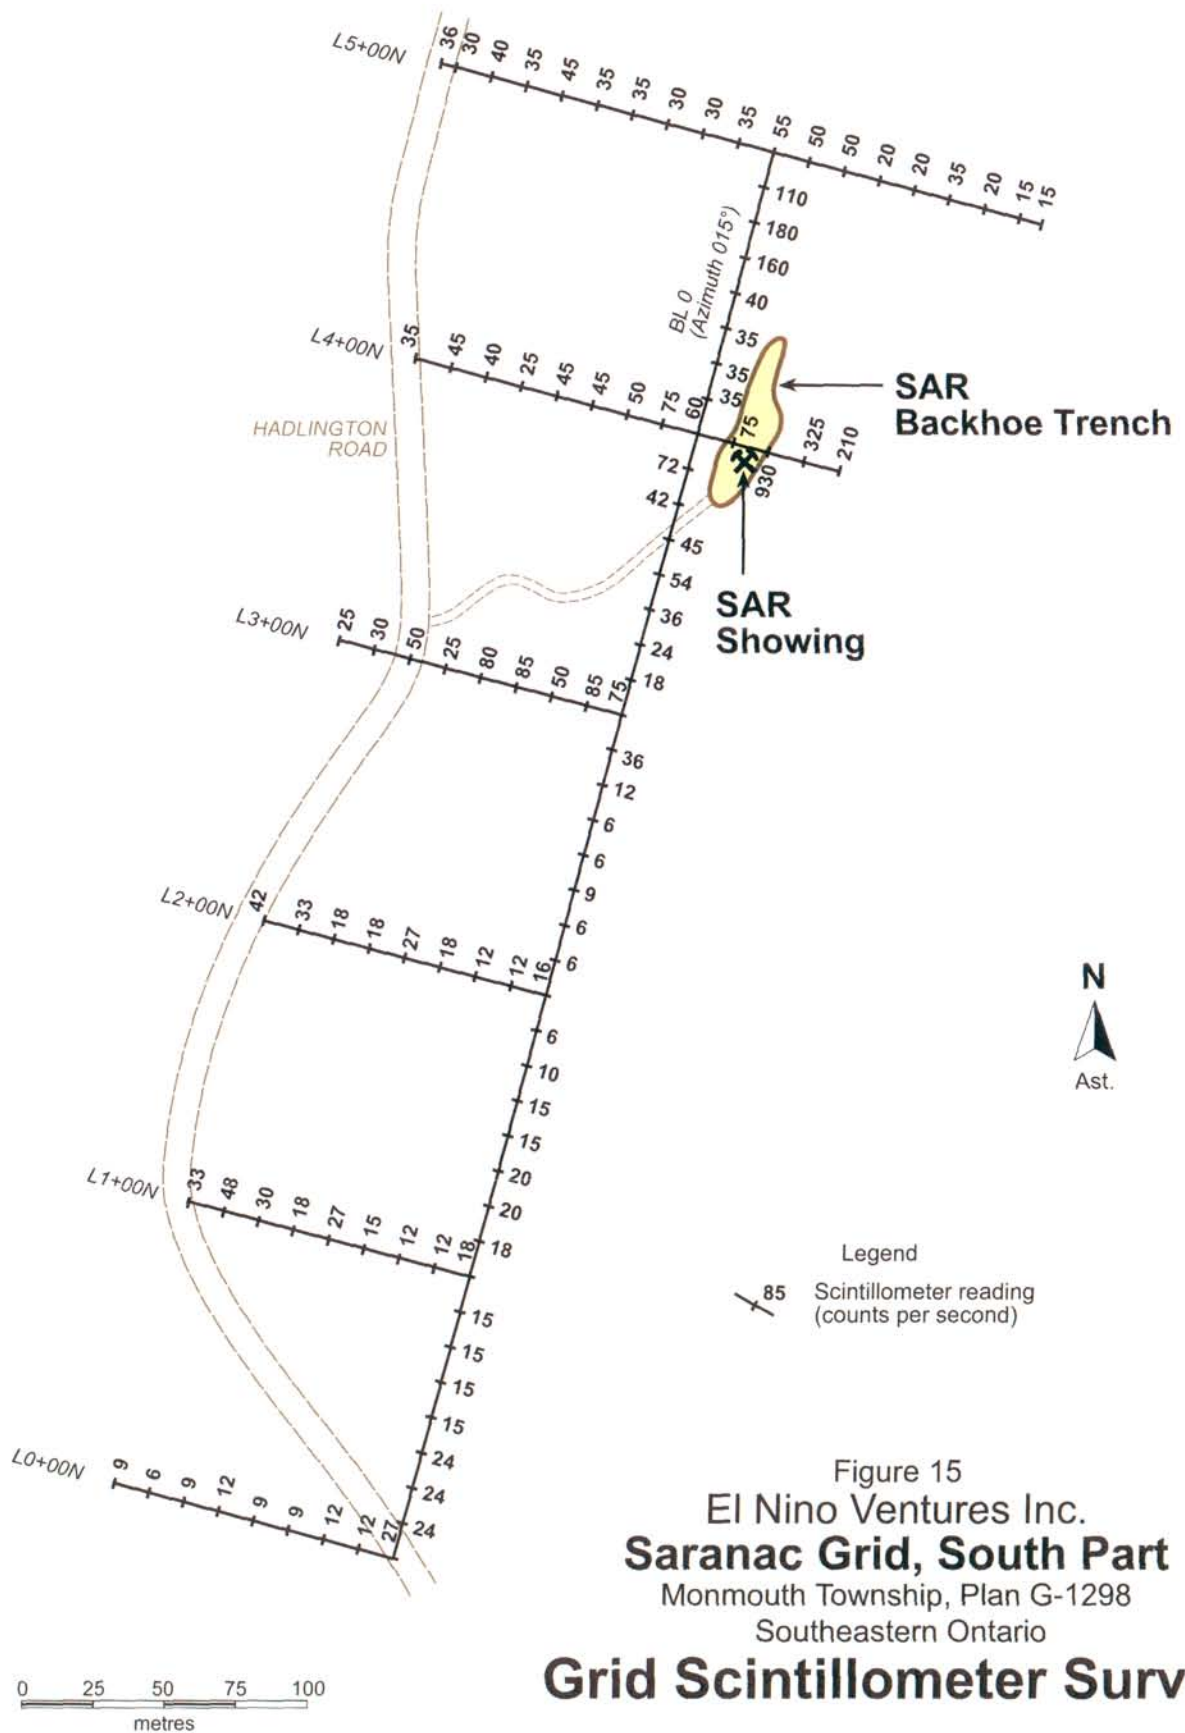 L5+00N
36 30 40 35 45 35 35 30 30 35 55 50 50 20 20 35 20 15 15
110
180
160
40
35
35
35
BL 0
(Azimuth 015°)
L4+00N
35 45 40 25 45 45 50 75 60 75 930 325 210
SAR
Backhoe Trench
HADLINGTON
ROAD
72
42
45
54
36
24
18
SAR
Showing
L3+00N
25 30 50 25 80 85 50 85 75
36
12
6
6
9
6
6
L2+00N
42 33 18 18 27 18 12 12 16
N
Ast.
6
10
15
15
20
20
18
L1+00N
33 48 30 18 27 15 12 12 18
Legend
85 Scintillometer reading
(counts per second)
15
15
15
15
24
24
24
L0+00N
9 6 9 12 9 9 12 12 27
Figure 15
El Nino Ventures Inc.
Saranac Grid, South Part
Monmouth Township, Plan G-1298
Southeastern Ontario
Grid Scintillometer Surv
0 25 50 75 100
metres